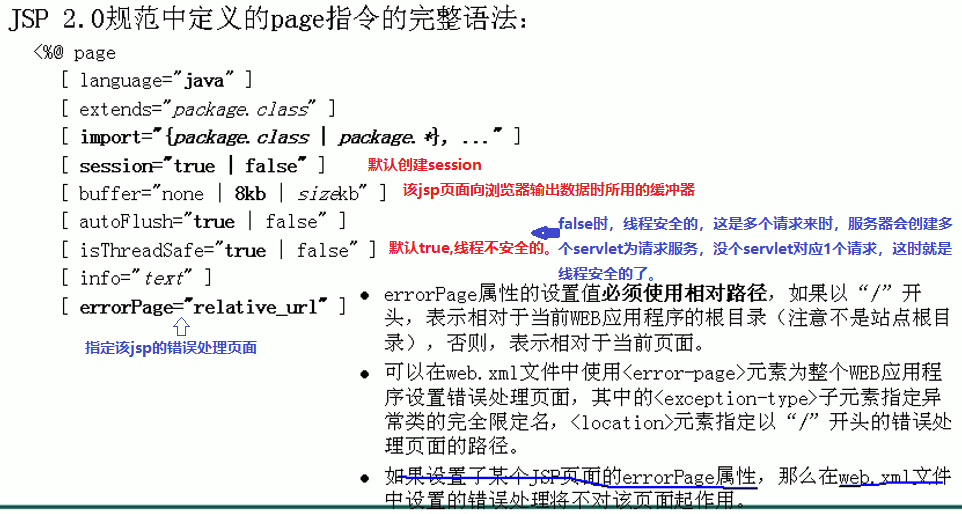 JSP 2.0规范中定义的page指令的完整语法：
<%@ page
[ language="java" ]
[ extends="package.class" ]
[ import="{package.class | package.*}, ..." ]
[ session="true | false" ] 默认创建session
[ buffer="none | 8kb | sizekb" ] 该jsp页面向浏览器输出数据时所用的缓冲器
[ autoFlush="true | false" ]
[ isThreadSafe="true | false" ] 默认true,线程不安全的。
false时，线程安全的，这是多个请求来时，服务器会创建多
个servlet为请求服务，没个servlet对应1个请求，这时就是
线程安全的了。
[ info="text" ]
[ errorPage="relative_url" ]
指定该jsp的错误处理页面
● errorPage属性的设置值必须使用相对路径，如果以“/”开
头，表示相对于当前WEB应用程序的根目录（注意不是站点根目
录），否则，表示相对于当前页面。
● 可以在web.xml文件中使用<error-page>元素为整个WEB应用程
序设置错误处理页面，其中的<exception-type>子元素指定异
常类的完全限定名，<location>元素指定以“/”开头的错误处
理页面的路径。
● 如果设置了某个JSP页面的errorPage属性，那么在web.xml文件
中设置的错误处理将不对该页面起作用。